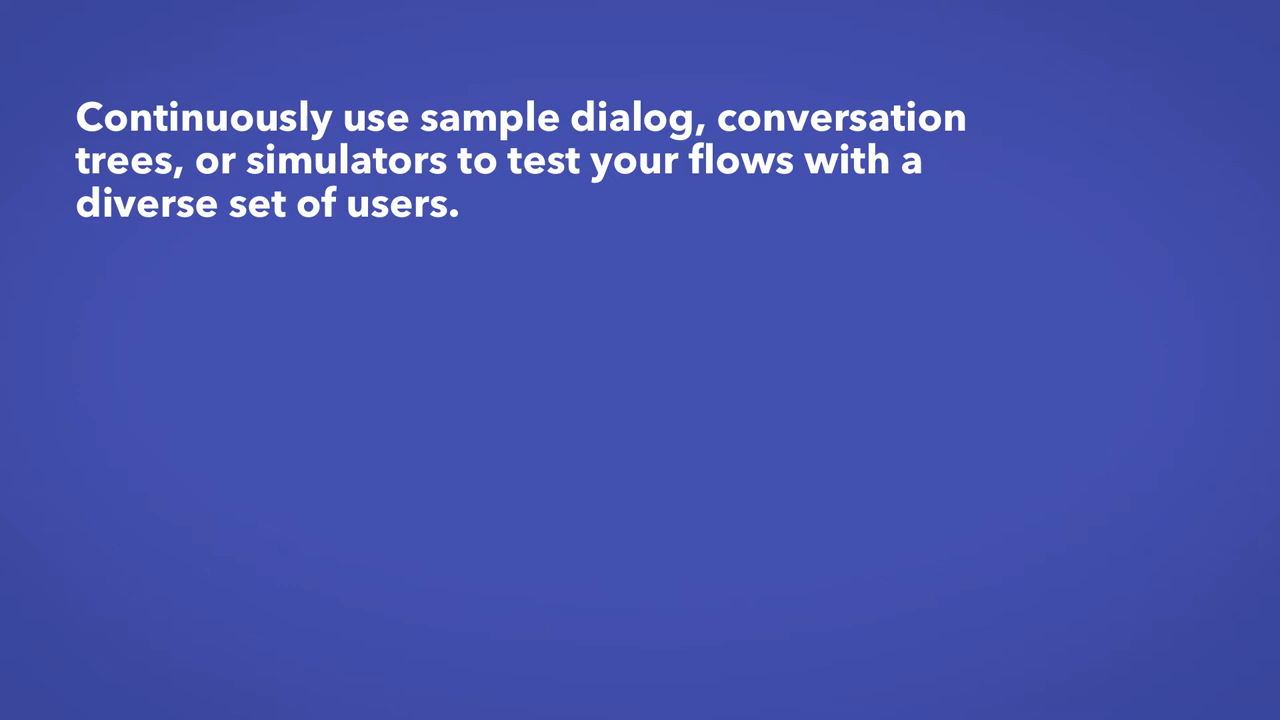 Continuously use sample dialog, conversation
trees, or simulators to test your flows with a
diverse set of users.